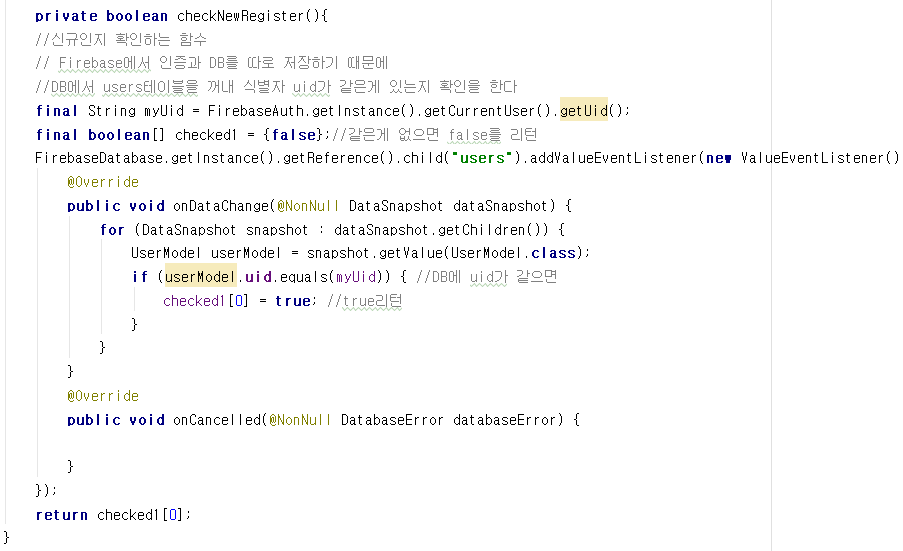 private boolean checkNewRegister(){
//신규인지 확인하는 함수
// Firebase에서 인증과 DB를 따로 저장하기 때문에
//DB에서 users테이블을 꺼내 식별자 uid가 같은게 있는지 확인을 한다
final String myUid = FirebaseAuth.getInstance().getCurrentUser().getUid();
final boolean[] checked1 = {false};//같은게 없으면 false를 리턴
FirebaseDatabase.getInstance().getReference().child("users").addValueEventListener(new ValueEventListener()
@Override
public void onDataChange(@NonNull DataSnapshot dataSnapshot) {
for (DataSnapshot snapshot : dataSnapshot.getChildren()) {
UserModel userModel = snapshot.getValue(UserModel.class);
if (userModel.uid.equals(myUid)) { //DB에 uid가 같으면
checked1[0] = true; //true리턴
}
}
}
@Override
public void onCancelled(@NonNull DatabaseError databaseError) {
}
});
return checked1[0];
}